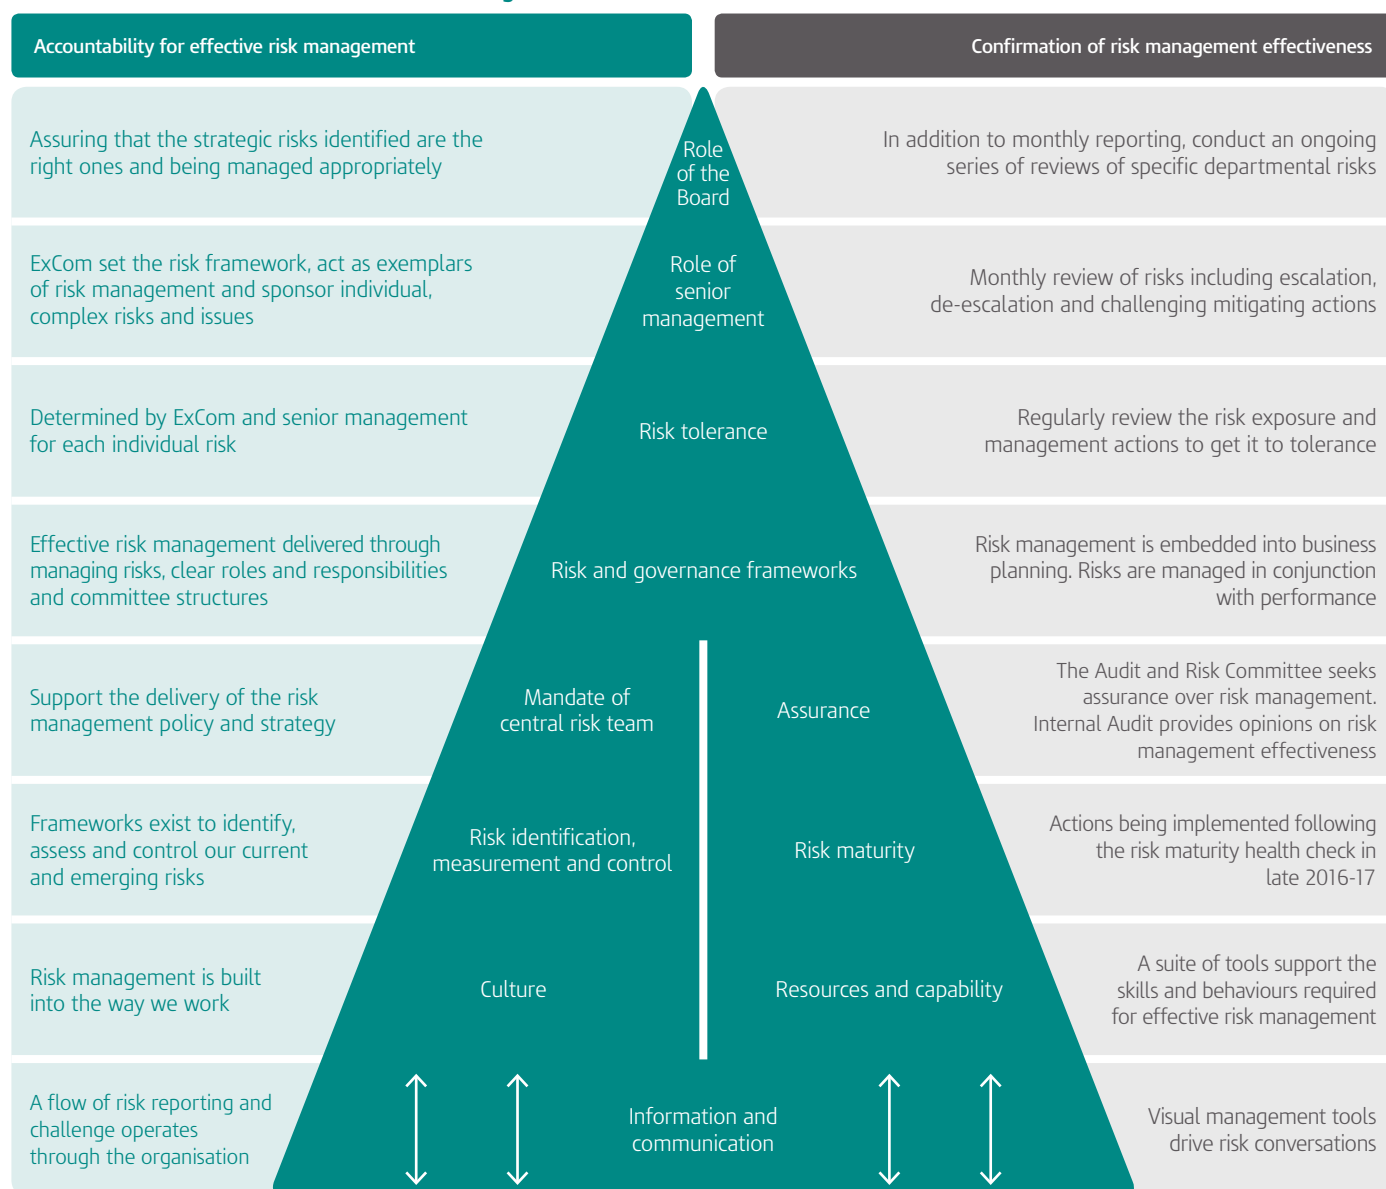 Accountability for effective risk management
Confirmation of risk management effectiveness
Assuring that the strategic risks identified are the
right ones and being managed appropriately
Role
of the
Board
In addition to monthly reporting, conduct an ongoing
series of reviews of specific departmental risks
ExCom set the risk framework, act as exemplars
of risk management and sponsor individual,
complex risks and issues
Role of
senior
management
Monthly review of risks including escalation,
de-escalation and challenging mitigating actions
Determined by ExCom and senior management
for each individual risk
Risk tolerance
Regularly review the risk exposure and
management actions to get it to tolerance
Effective risk management delivered through
managing risks, clear roles and responsibilities
and committee structures
Risk and governance frameworks
Risk management is embedded into business
planning. Risks are managed in conjunction
with performance
Support the delivery of the risk
management policy and strategy
Mandate of
central risk team
Assurance
The Audit and Risk Committee seeks
assurance over risk management.
Internal Audit provides opinions on risk
management effectiveness
Frameworks exist to identify,
assess and control our current
and emerging risks
Risk identification,
measurement and control
Risk maturity
Actions being implemented following
the risk maturity health check in
late 2016-17
Risk management is built
into the way we work
Culture
Resources and capability
A suite of tools support the
skills and behaviours required
for effective risk management
A flow of risk reporting and
challenge operates
through the organisation
Information and
communication
Visual management tools
drive risk conversations